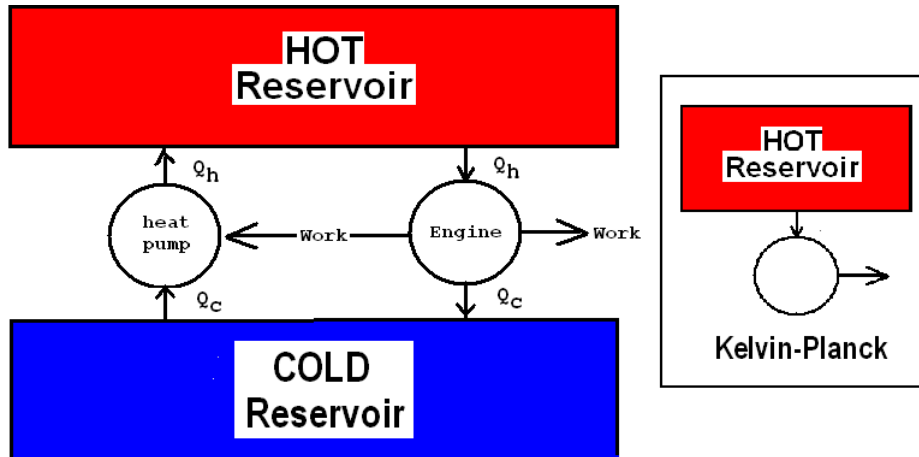 HOT
Reservoir
Qh
Qh
heat
pump
Work
Engine
Work
Qc
Qc
COLD
Reservoir
HOT
Reservoir
Kelvin-Planck